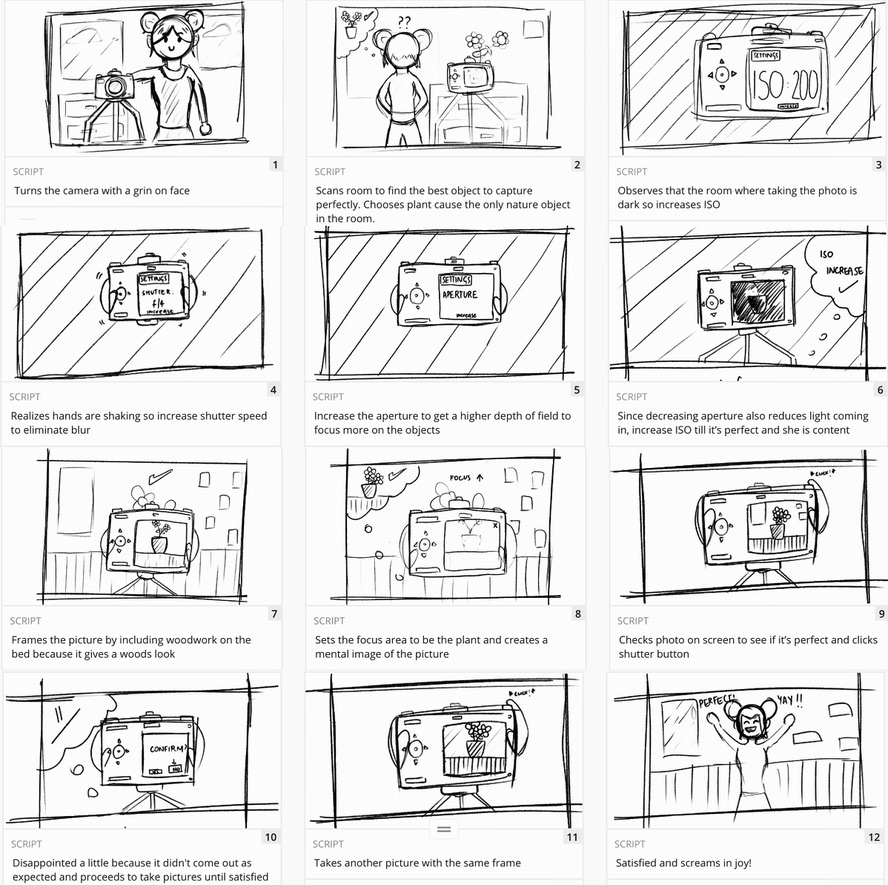 1
SCRIPT
Turns the camera with a grin on face
??
2
SCRIPT
Scans room to find the best object to capture
perfectly. Chooses plant cause the only nature object
in the room.
SETTINGS
ISO: 200
INCREASE
3
SCRIPT
Observes that the room where taking the photo is
dark so increases ISO
SETTINGS
SHUTTER:
f/4
increase
4
SCRIPT
Realizes hands are shaking so increase shutter speed
to eliminate blur
SETTINGS
APERTURE
increase
5
SCRIPT
Increase the aperture to get a higher depth of field to
focus more on the objects
ISO
INCREASE
6
SCRIPT
Since decreasing aperture also reduces light coming
in, increase ISO till it's perfect and she is content
7
SCRIPT
Frames the picture by including woodwork on the
bed because it gives a woods look
FOCUS ↑
x
8
SCRIPT
Sets the focus area to be the plant and creates a
mental image of the picture
*CLICK!*
9
SCRIPT
Checks photo on screen to see if it's perfect and clicks
shutter button
CONFIRM?
NO
10
SCRIPT
Disappointed a little because it didn't come out as
expected and proceeds to take pictures until satisfied
*CLICK!*
11
SCRIPT
Takes another picture with the same frame
PERFECT! YAY!!
12
SCRIPT
Satisfied and screams in joy!